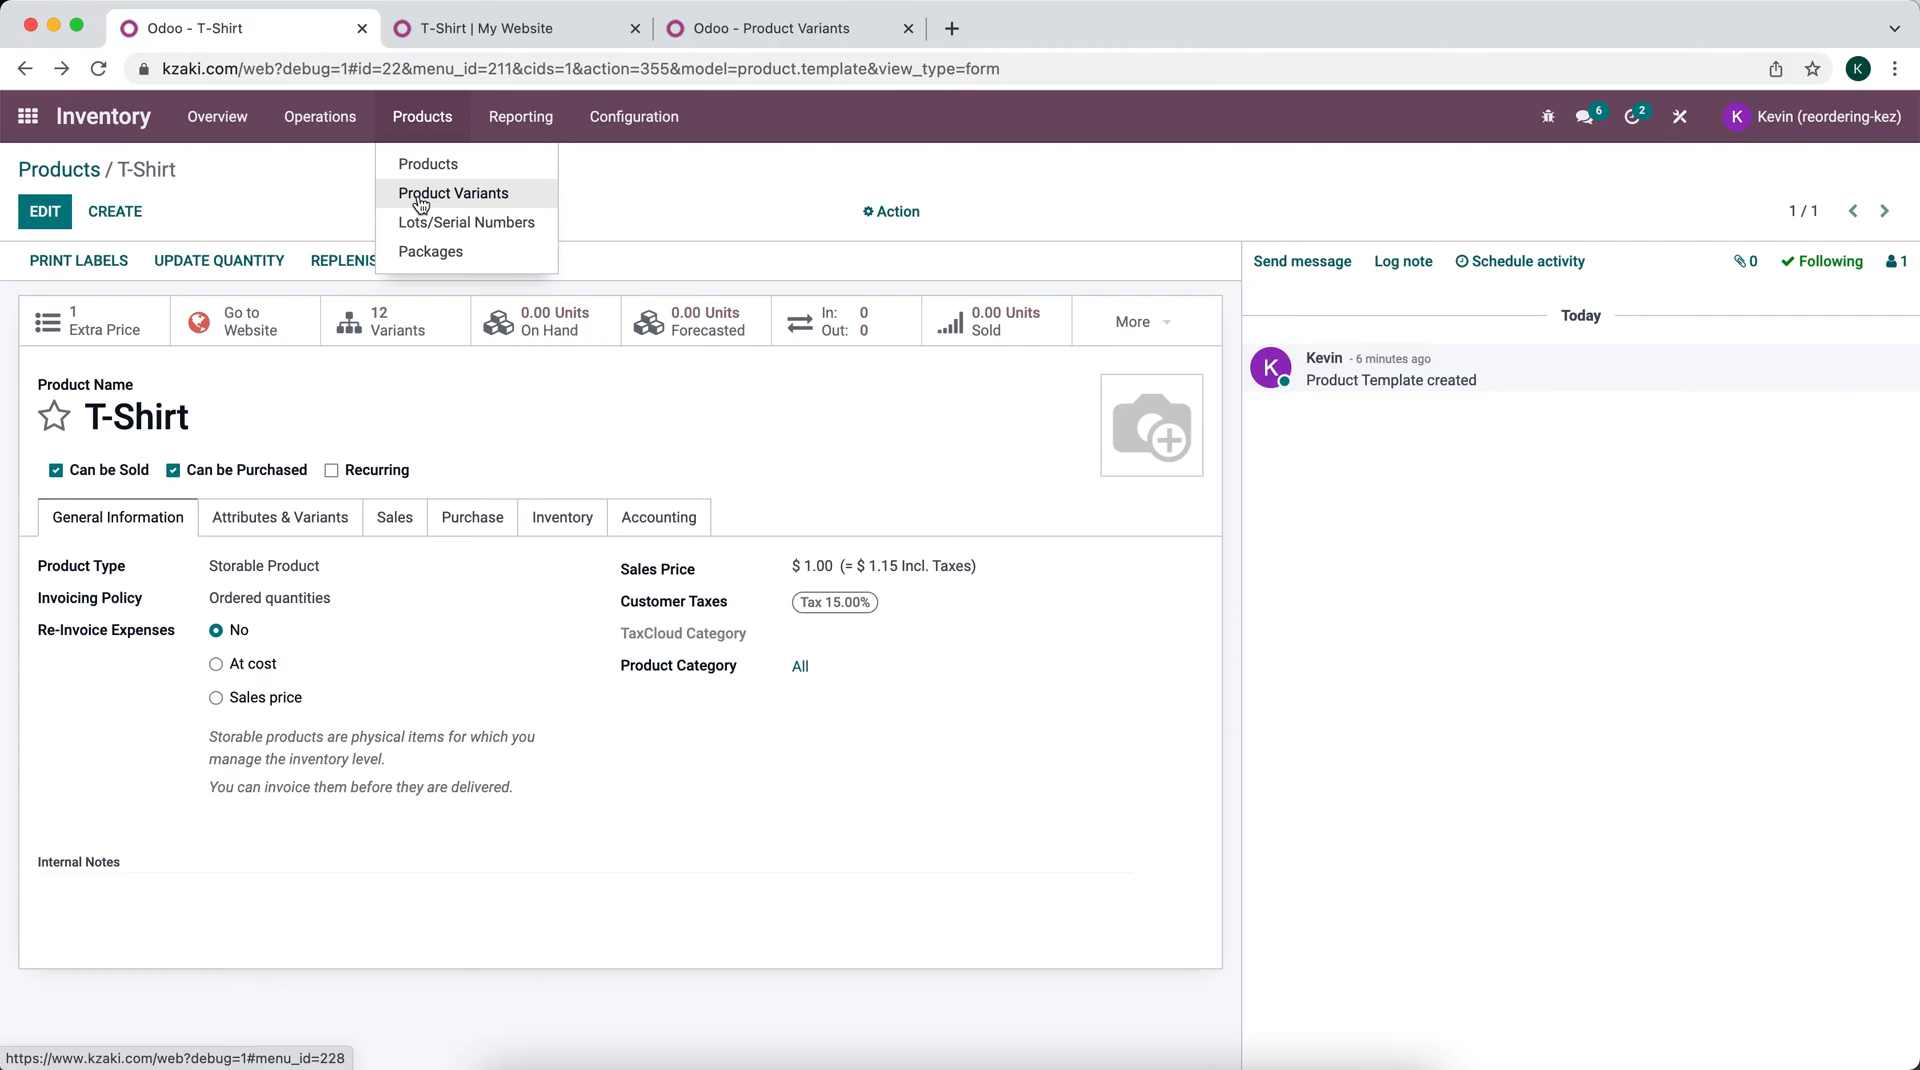 Odoo - T-Shirt
T-Shirt | My Website
Odoo - Product Variants
kzaki.com/web?debug=1#id=22&menu_id=211&cids=1&action=355&model=product.template&view_type=form
K
Inventory
Overview
Operations
Products
Reporting
Configuration
6
2
K
Kevin (reordering-kez)
Products / T-Shirt
Products
Product Variants
Lots/Serial Numbers
Packages
EDIT
CREATE
Action
1 / 1
PRINT LABELS
UPDATE QUANTITY
REPLENIS
Send message
Log note
Schedule activity
0
Following
1
1
Extra Price
Go to
Website
12
Variants
0.00 Units
On Hand
0.00 Units
Forecasted
In: 0
Out: 0
0.00 Units
Sold
More
Today
K
Kevin - 6 minutes ago
Product Template created
Product Name
T-Shirt
Can be Sold
Can be Purchased
Recurring
General Information
Attributes & Variants
Sales
Purchase
Inventory
Accounting
Product Type
Storable Product
Invoicing Policy
Ordered quantities
Re-Invoice Expenses
No
At cost
Sales price
Storable products are physical items for which you
manage the inventory level.
You can invoice them before they are delivered.
Sales Price
$ 1.00 (= $ 1.15 Incl. Taxes)
Customer Taxes
Tax 15.00%
TaxCloud Category
Product Category
All
Internal Notes
https://www.kzaki.com/web?debug=1#menu_id=228